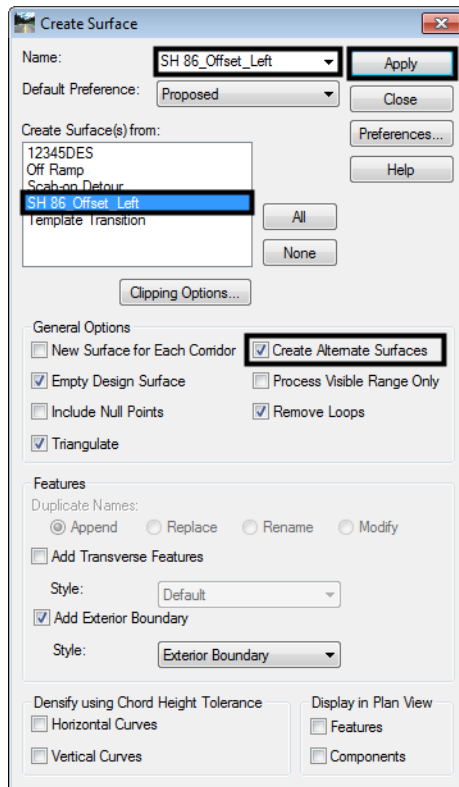 Create Surface
Name: SH 86_Offset_Left Apply
Default Preference: Proposed Close
Create Surface(s) from: Preferences...
12345DES
Off Ramp Help
Scab-on Detour
SH 86_Offset_Left
Template Transition All
None
Clipping Options...
General Options
New Surface for Each Corridor Create Alternate Surfaces
Empty Design Surface Process Visible Range Only
Include Null Points Remove Loops
Triangulate
Features
Duplicate Names:
Append Replace Rename Modify
Add Transverse Features
Style: Default
Add Exterior Boundary
Style: Exterior Boundary
Densify using Chord Height Tolerance Display in Plan View
Horizontal Curves Features
Vertical Curves Components